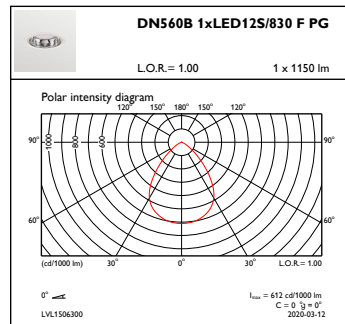 DN560B 1xLED12S/830 F PG
L.O.R.= 1.00 1 x 1150 lm
Polar intensity diagram
120° 150° 180° 150° 120°
90° 1000 800 600 90°
60° 60°
(cd/1000 lm) 30° 0° 30° L.O.R.= 1.00
0° Imax = 612 cd/1000 lm
C = 0 °g = 0°
LVL1506300 2020-03-12